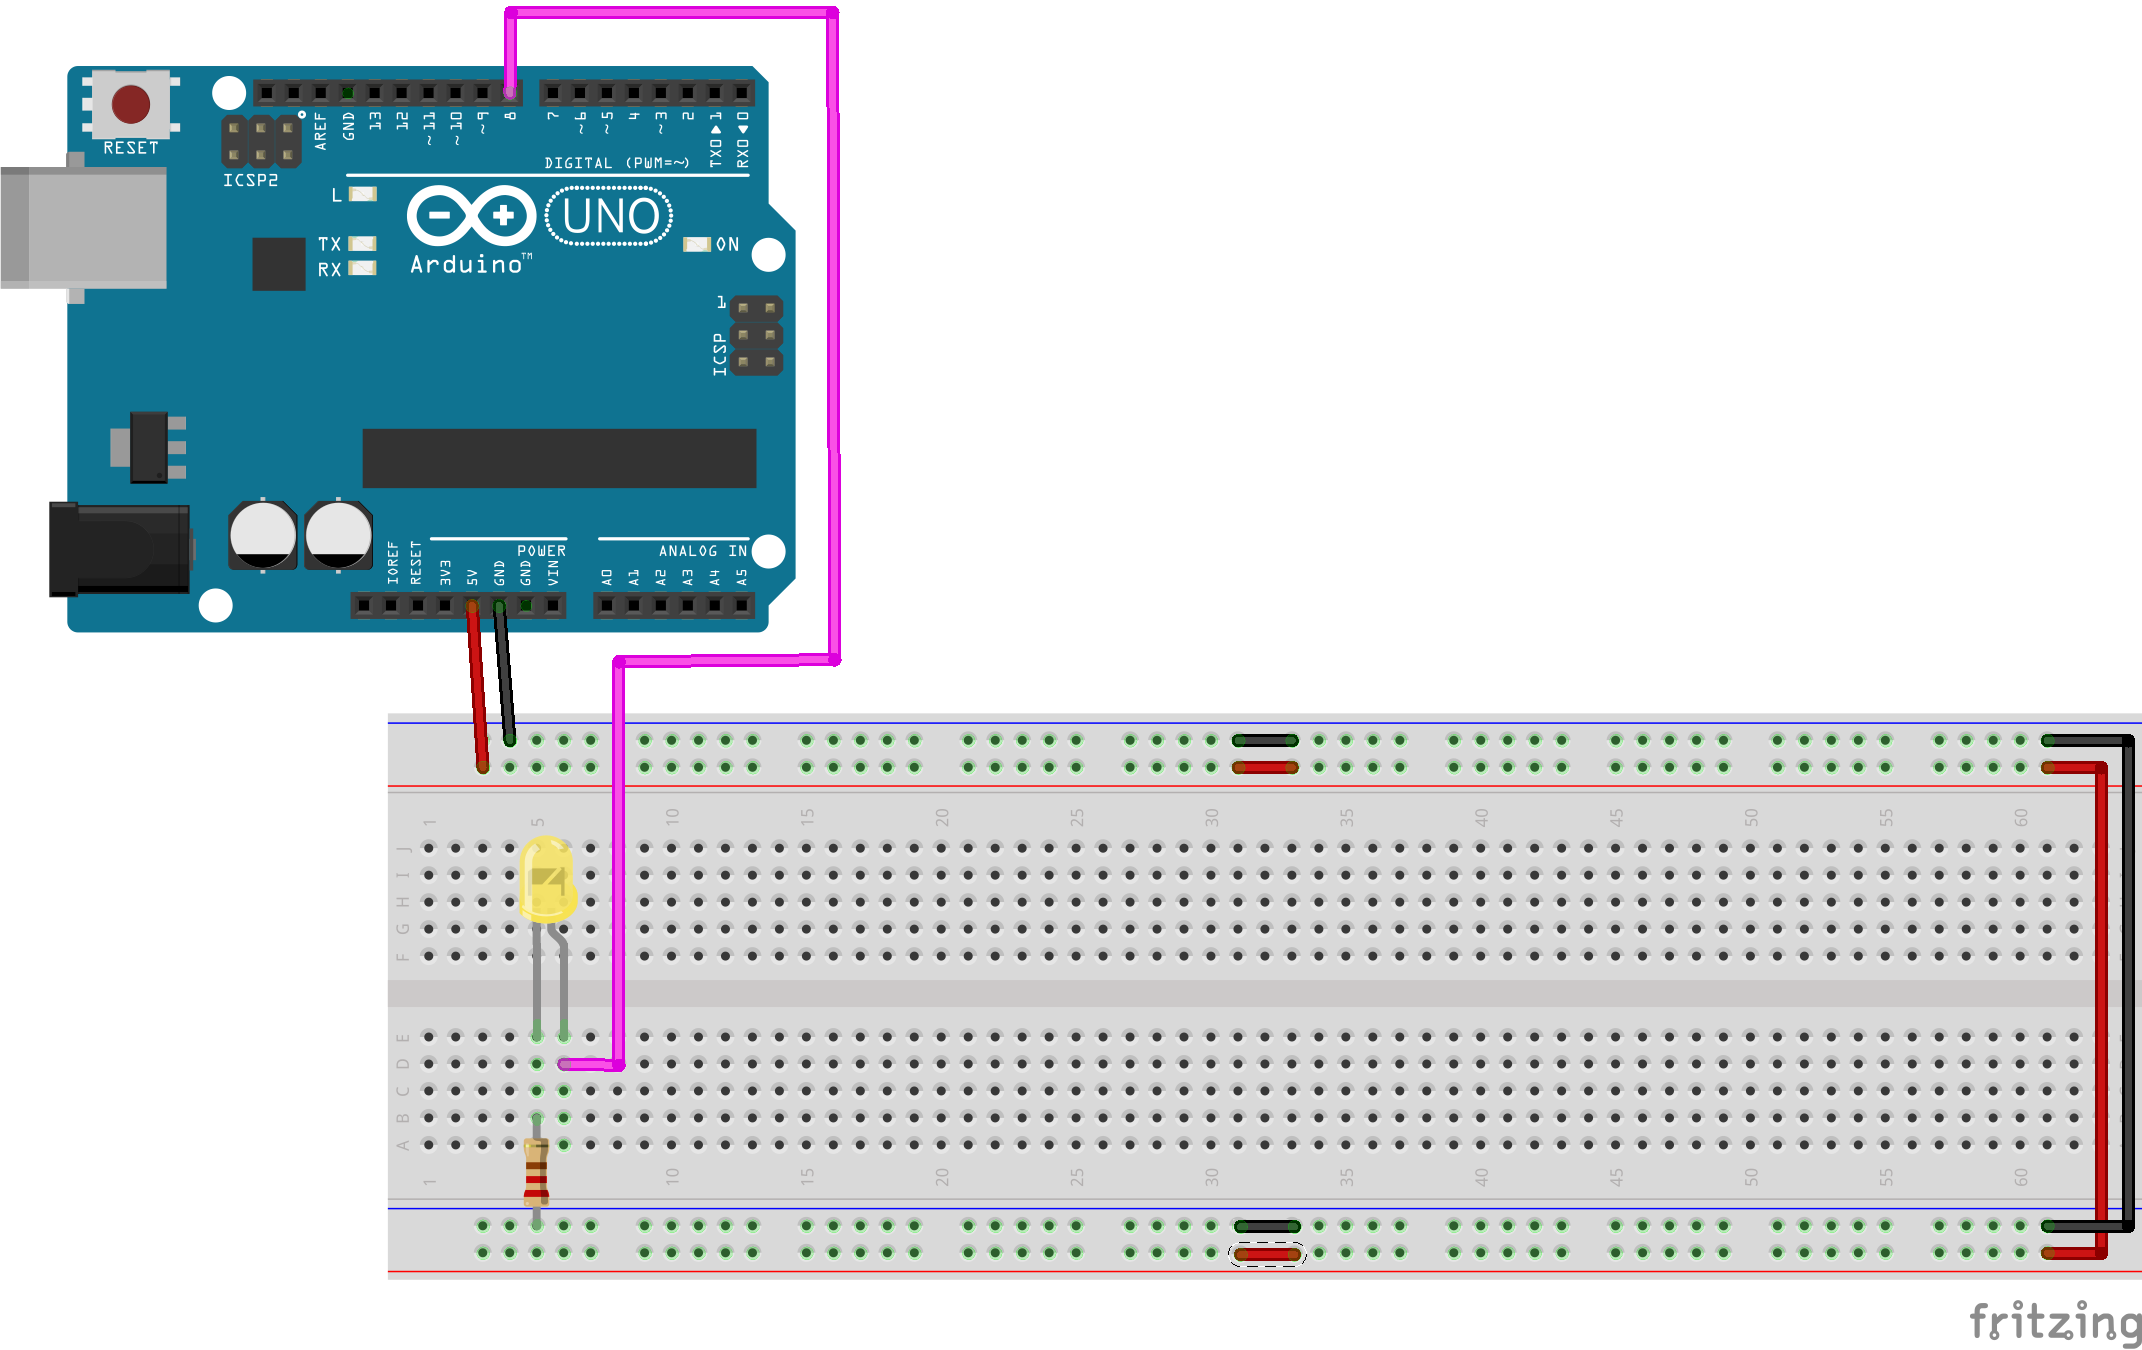 RESET
ICSP2
AREF
GND
13
12
~11
~10
~9
8
7
~6
~5
4
~3
2
TX0▶1
RX0◀0
DIGITAL (PWM=~)
L
TX
RX
Arduino™
UNO
ON
1
ICSP
IOREF
RESET
3V3
5V
GND
GND
VIN
POWER
ANALOG IN
A0
A1
A2
A3
A4
A5
1 5 10 15 20 25 30 35 40 45 50 55 60
J
I
H
G
F
E
D
C
B
A
1 10 15 20 25 30 35 40 45 50 55 60
fritzing